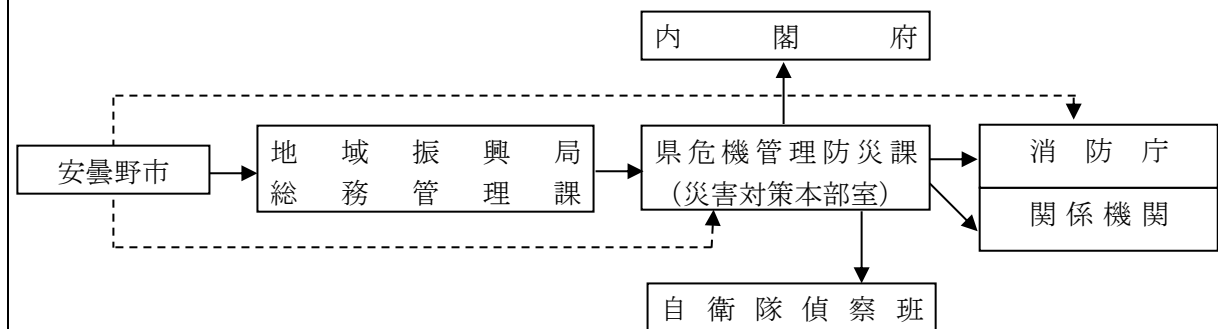 内閣府
安曇野市
地域振興局
総務管理課
県危機管理防災課
(災害対策本部室)
消防庁
関係機関
自衛隊偵察班